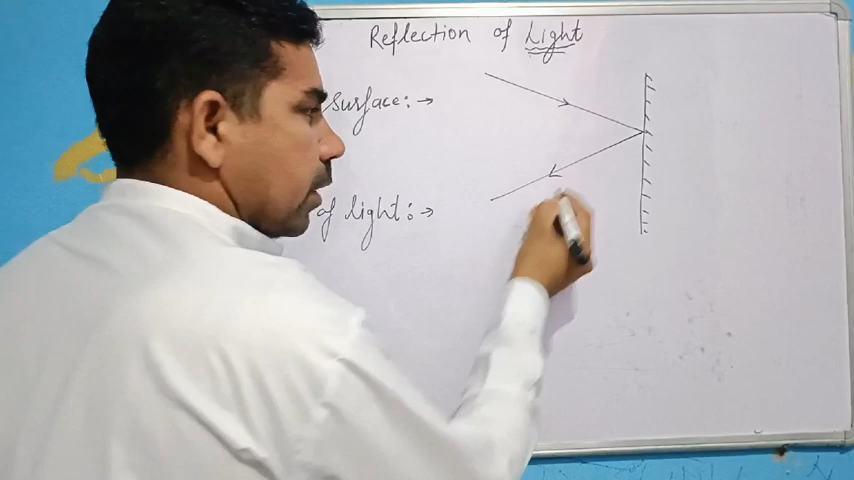 Reflection of Light
surface:→
of light:→